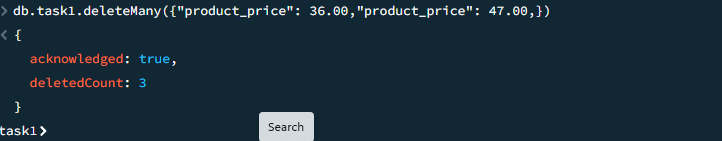 > db.task1.deleteMany({"product_price": 36.00,"product_price": 47.00,})
< {
acknowledged: true,
deletedCount: 3
}
task1>
Search